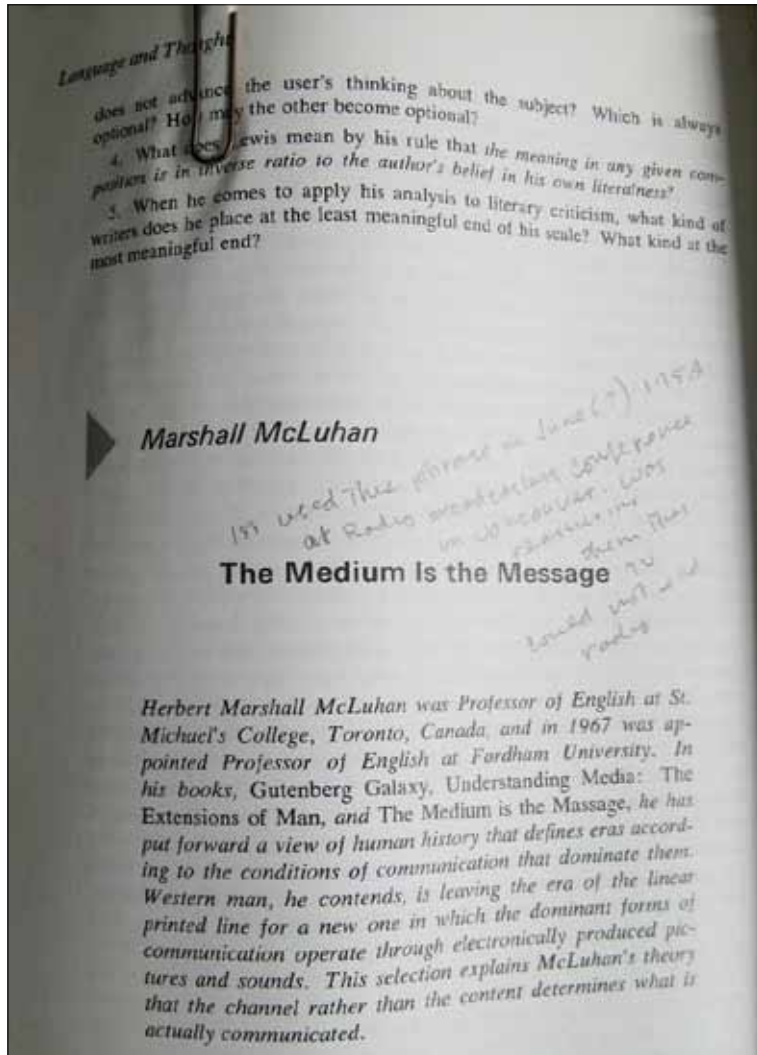 Language and Thought
does not advance the user's thinking about the subject? Which is always
optional? How may the other become optional?
4. What does Lewis mean by his rule that the meaning in any given com-
position is in inverse ratio to the author's belief in his own literalness?
5. When he comes to apply his analysis to literary criticism, what kind of
writers does he place at the least meaningful end of his scale? What kind at the
most meaningful end?
Marshall McLuhan
1st used this phrase in June (?) 1958
at Radio broadcasting conference
in Vancouver. Was
reassuring
them that
TV
could not end
radio
The Medium Is the Message
Herbert Marshall McLuhan was Professor of English at St.
Michael's College, Toronto, Canada, and in 1967 was ap-
pointed Professor of English at Fordham University. In
his books, Gutenberg Galaxy, Understanding Media: The
Extensions of Man, and The Medium is the Massage, he has
put forward a view of human history that defines eras accord-
ing to the conditions of communication that dominate them.
Western man, he contends, is leaving the era of the linear
printed line for a new one in which the dominant forms of
communication operate through electronically produced pic-
tures and sounds. This selection explains McLuhan's theory
that the channel rather than the content determines what is
actually communicated.